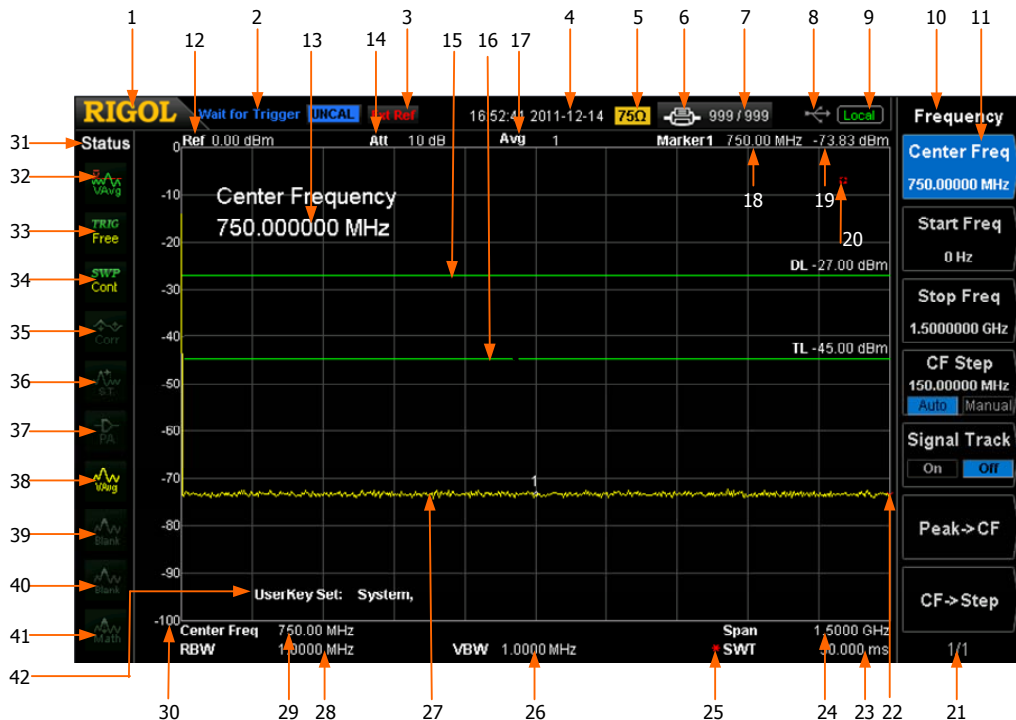 1 2 3 4 5 6 7 8 9 10 11
12 13 14 15 16 17
RIGOL Wait for Trigger UNCAL Ext Ref 16:52: 2011-12-14 75Ω 999 / 999 Local Frequency
31 Status Ref 0.00 dBm Att 10 dB Avg 1 Marker1 750.00 MHz -73.83 dBm
Center Freq
750.00000 MHz
0
32 VAvg
-10 Center Frequency
750.000000 MHz
18 19 20
33 TRIG
Free
-20
Start Freq
0 Hz
DL -27.00 dBm
34 SWP
Cont
-30
Stop Freq
1.5000000 GHz
35 Corr
-40
TL -45.00 dBm
CF Step
150.00000 MHz
Auto Manual
36 S.T.
-50
37 PA
-60
Signal Track
On Off
38 VAvg
-70
1
39 Blank
-80
Peak->CF
40 Blank
-90
UserKey Set: System,
CF->Step
41 Math
-100
Center Freq 750.00 MHz Span 1.5000 GHz
RBW 1.0000 MHz VBW 1.0000 MHz * SWT 50.000 ms
1/1
42
30 29 28 27 26 25 24 23 22 21